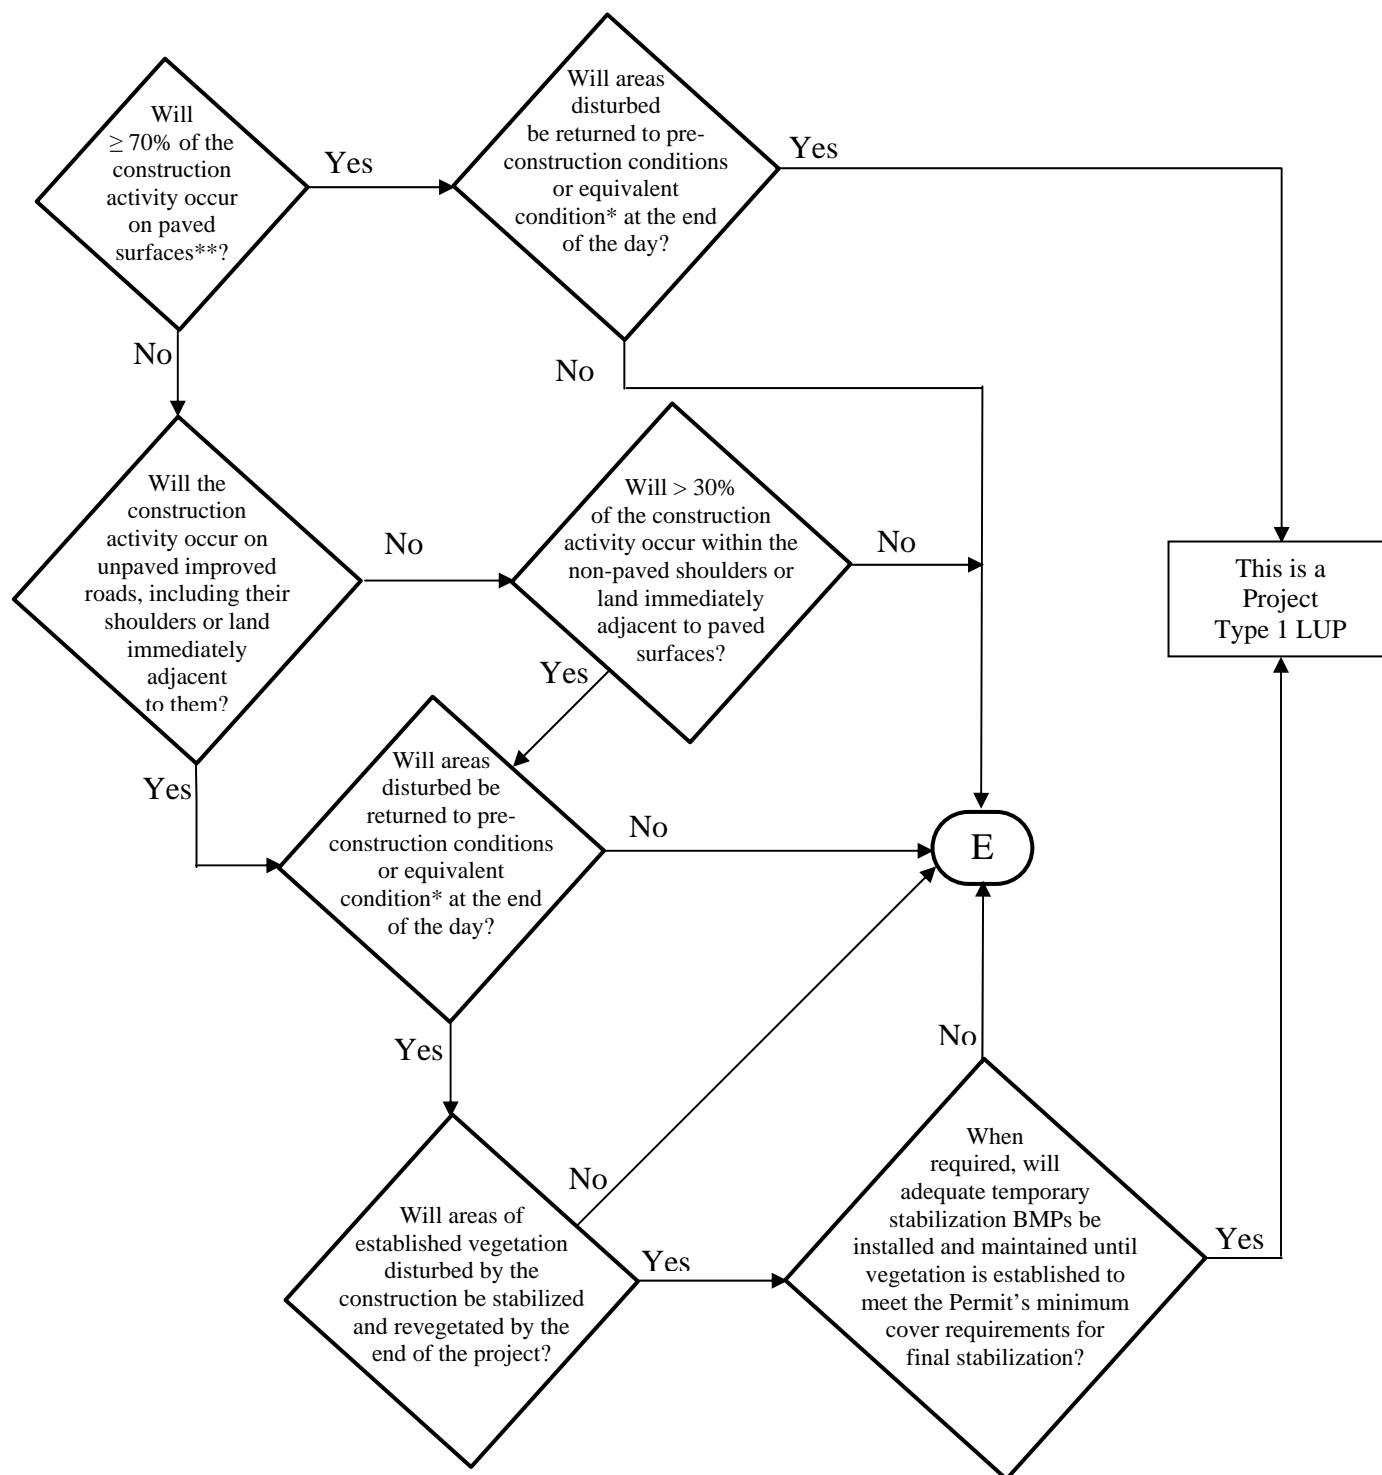 Will
≥ 70% of the
construction
activity occur
on paved
surfaces**?
Yes
Will areas
disturbed
be returned to pre-
construction conditions
or equivalent
condition* at the end
of the day?
Yes
No
No
Will the
construction
activity occur on
unpaved improved
roads, including their
shoulders or land
immediately
adjacent
to them?
No
Will > 30%
of the construction
activity occur within the
non-paved shoulders or
land immediately
adjacent to paved
surfaces?
No
This is a
Project
Type 1 LUP
Yes
Yes
Will areas
disturbed be
returned to pre-
construction conditions
or equivalent
condition* at the end
of the day?
No
E
Yes
No
Will areas of
established vegetation
disturbed by the
construction be stabilized
and revegetated by the
end of the project?
No
Yes
When
required, will
adequate temporary
stabilization BMPs be
installed and maintained until
vegetation is established to
meet the Permit's minimum
cover requirements for
final stabilization?
Yes